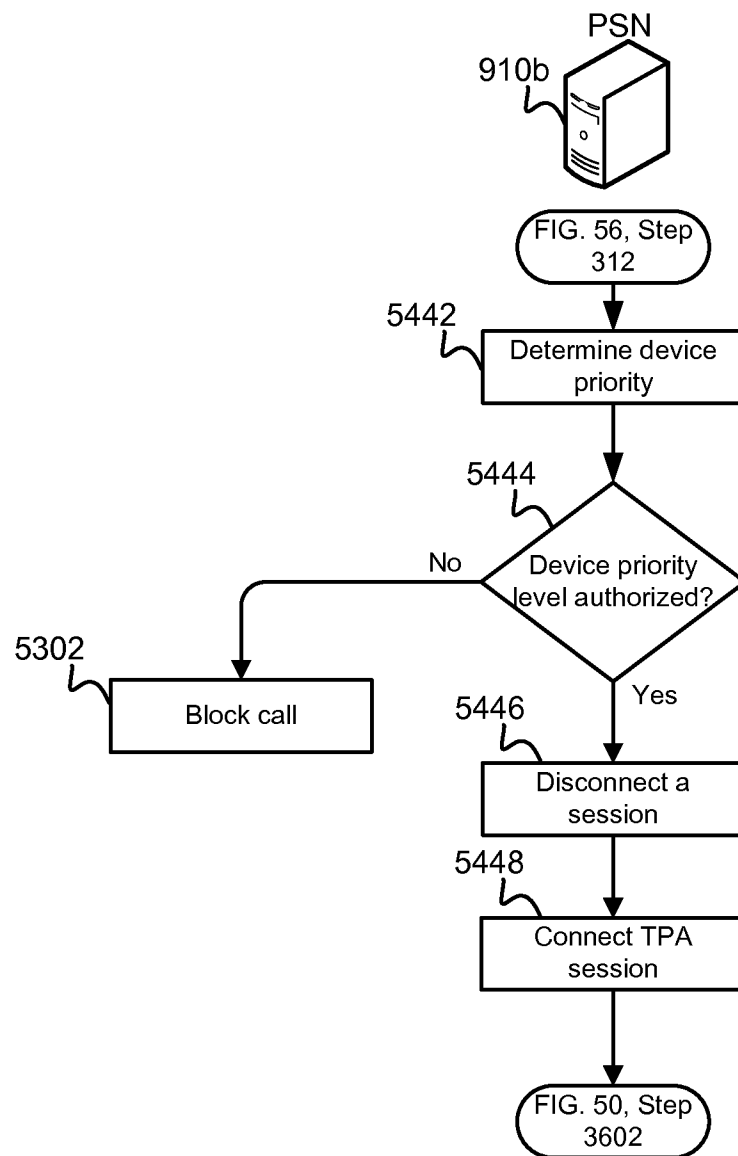 PSN
910b
FIG. 56, Step
312
5442
Determine device
priority
5444
No
Device priority
level authorized?
5302
Block call
Yes
5446
Disconnect a
session
5448
Connect TPA
session
FIG. 50, Step
3602